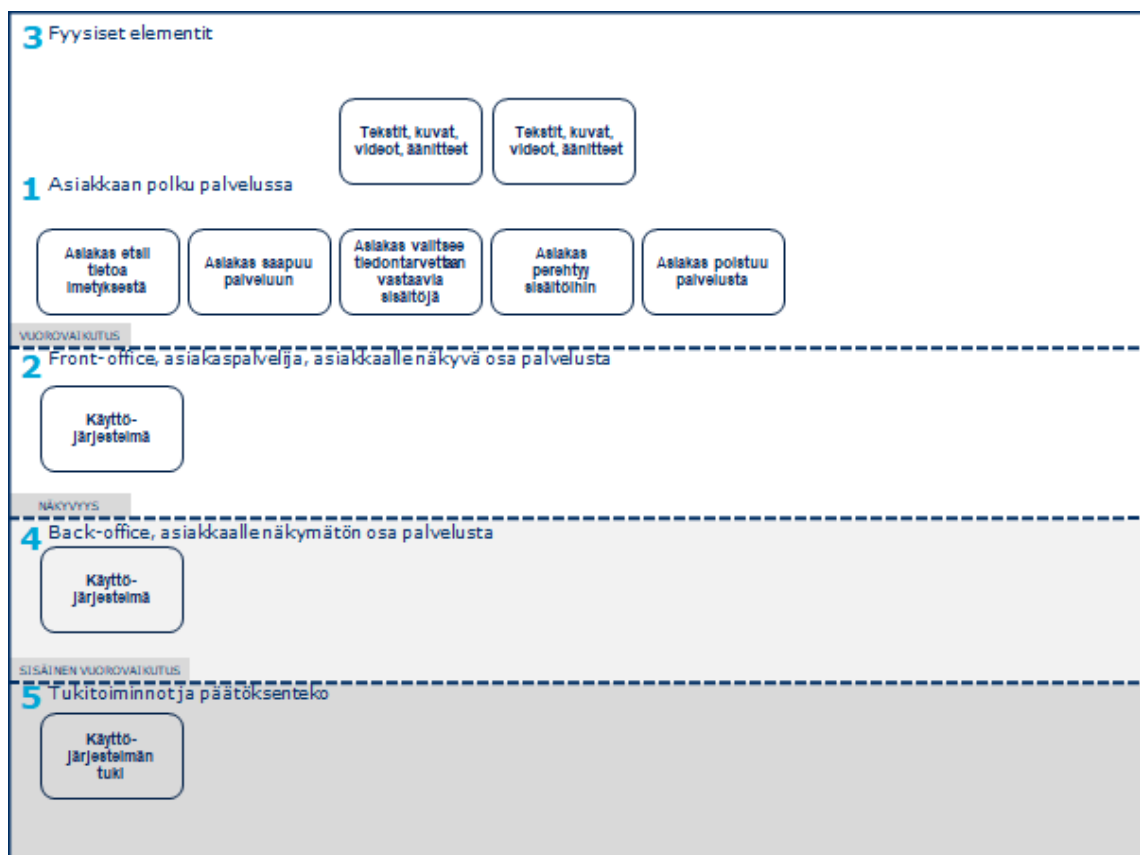 3 Fyysiset elementit
Tekstit, kuvat,
videot, äänitteet
Tekstit, kuvat,
videot, äänitteet
1 Asiakkaan polku palvelussa
Asiakas etsii
tietoa
imetyksestä
Asiakas saapuu
palveluun
Asiakas valitsee
tiedontarvettaan
vastaavia
sisältöjä
Asiakas
perehtyy
sisältöihin
Asiakas poistuu
palvelusta
VUOROVAIKUTUS
2 Front-office, asiakaspalvelija, asiakkaalle näkyvä osa palvelusta
Käyttö-
järjestelmä
NÄKYVYYS
4 Back-office, asiakkaalle näkymätön osa palvelusta
Käyttö-
järjestelmä
SISÄINEN VUOROVAIKUTUS
5 Tukitoiminnot ja päätöksenteko
Käyttö-
järjestelmän
tuki